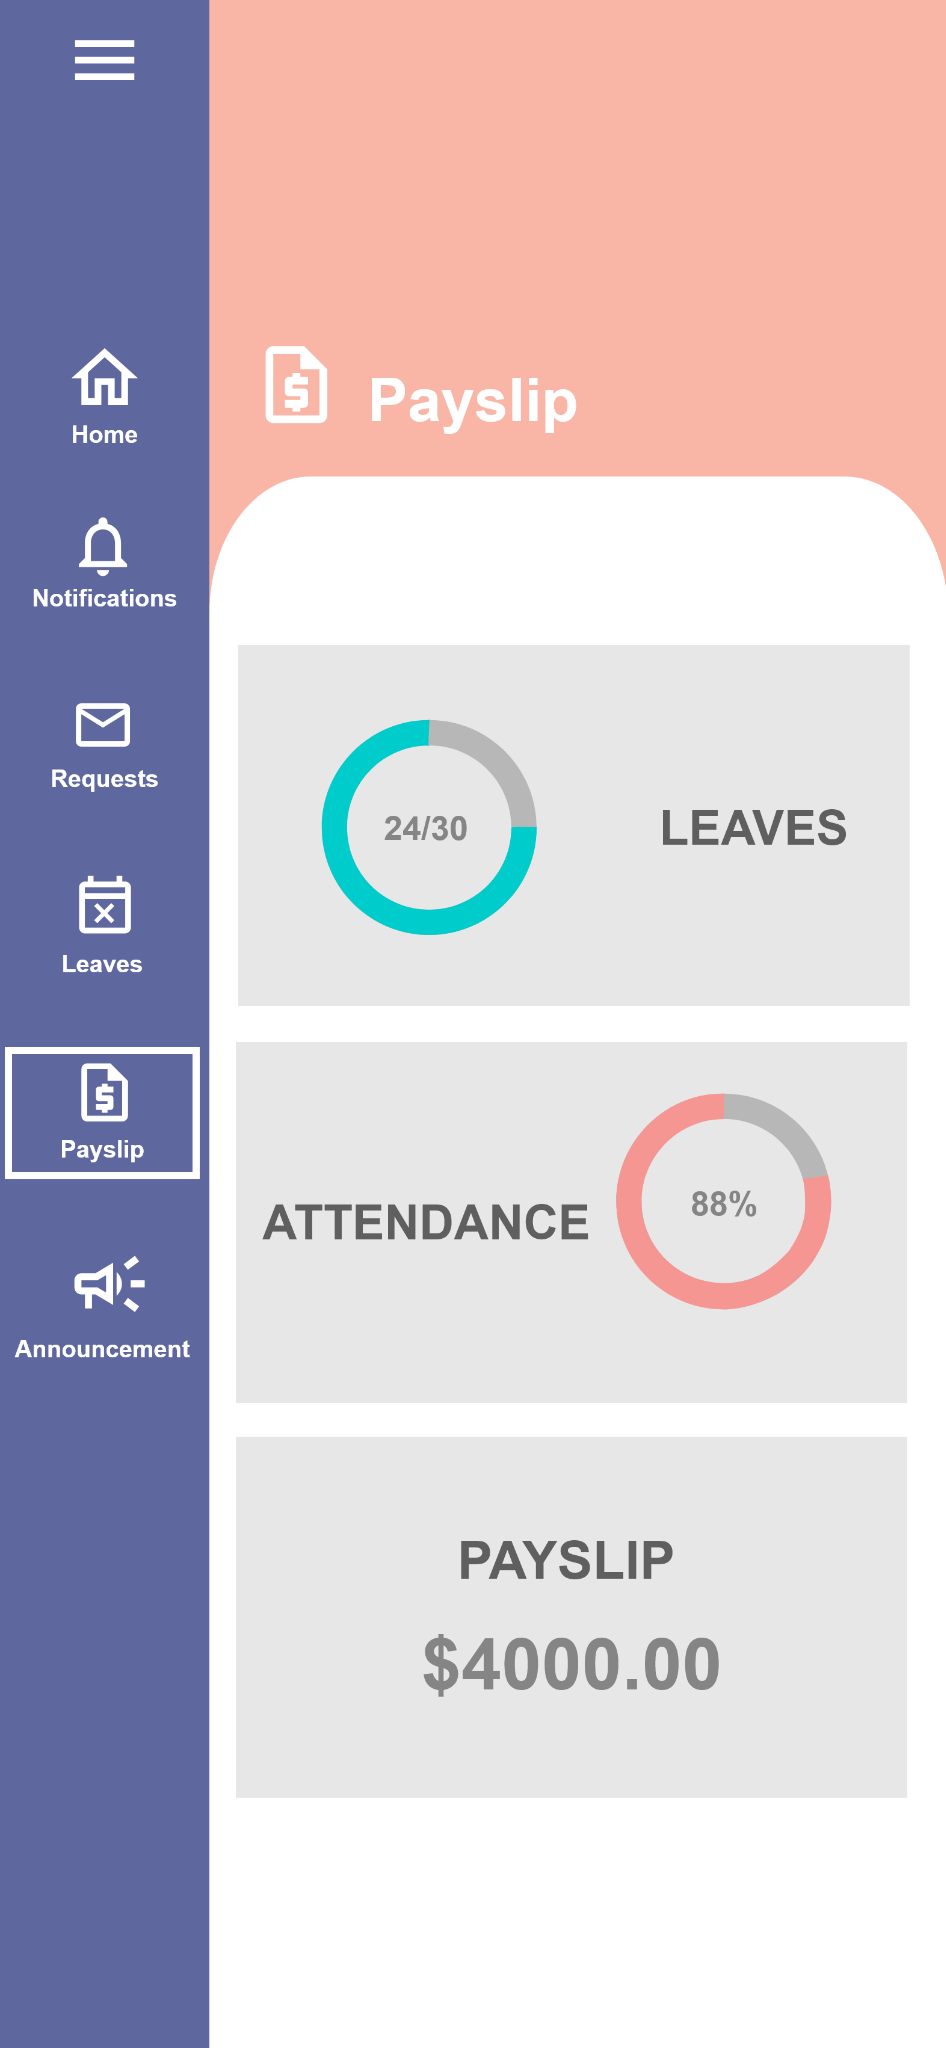 Home
Notifications
Requests
Leaves
Payslip
Announcement
Payslip
24/30
LEAVES
ATTENDANCE
88%
PAYSLIP
$4000.00